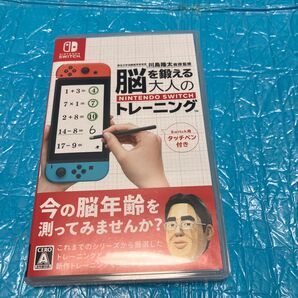 NINTENDO SWITCH
東北大学加齢医学研究所 川島隆太教授監修
脳を鍛える
大人の
NINTENDO SWITCH
トレーニング
1+3= 4
7×1= 7
2+8= 10
14-8= 6
17-9=
Switch用
タッチペン
付き
今の脳年齢を
測ってみませんか?
これまでのシリーズから厳選した
トレーニング
新作トレーニング
CERO
A